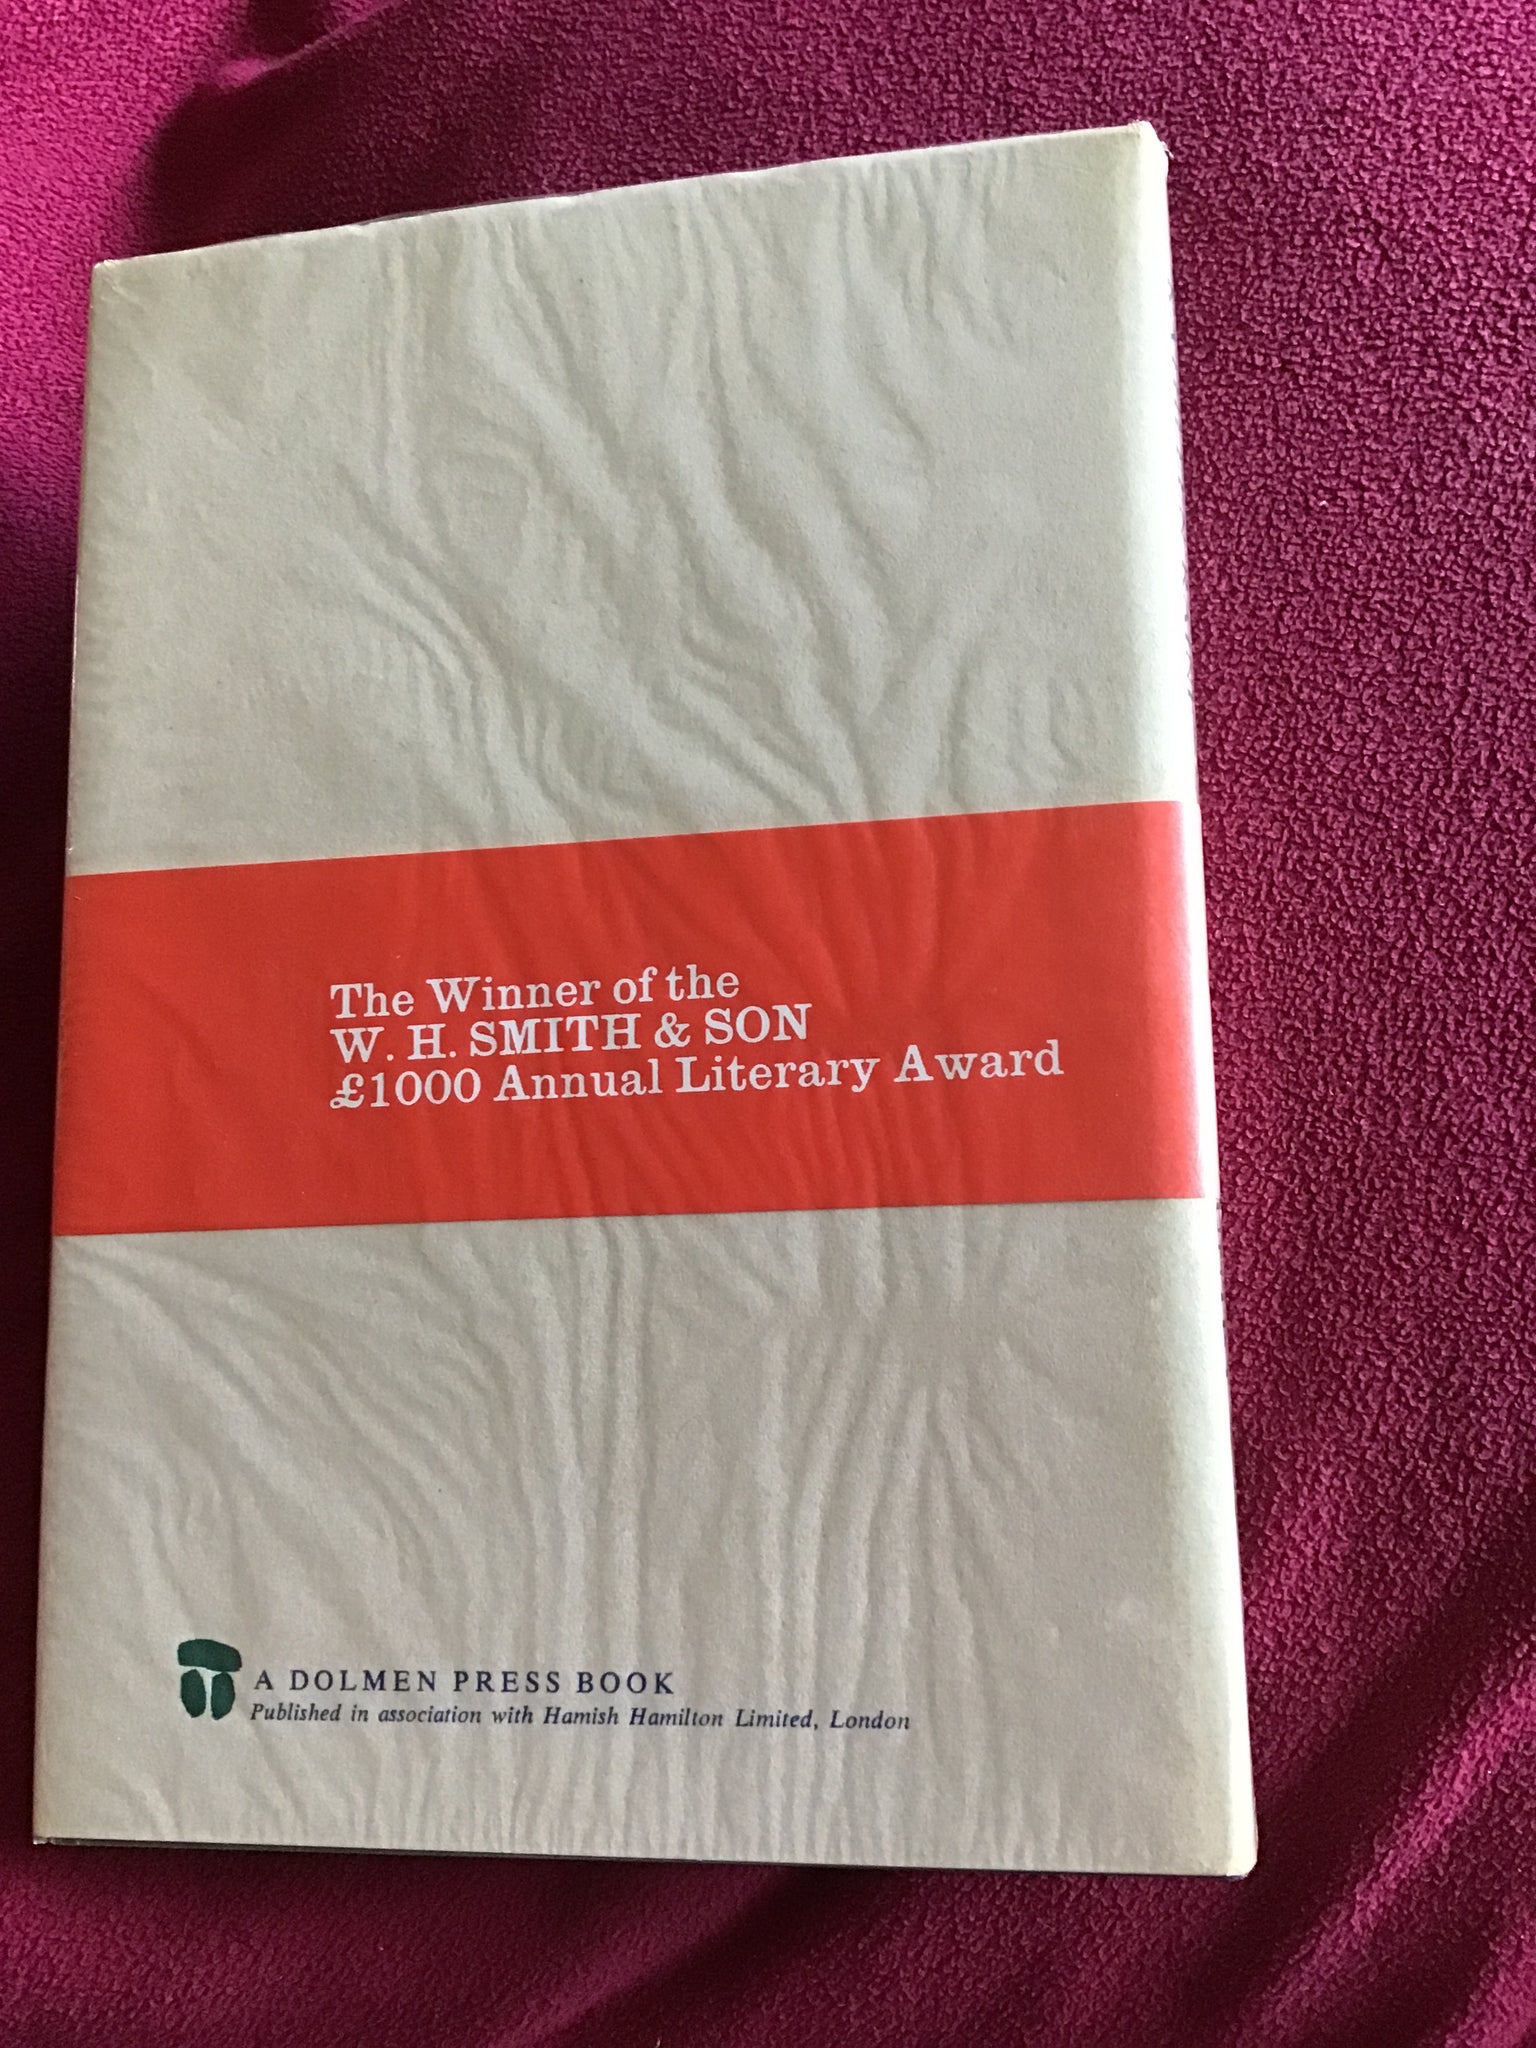 The Winner of the
W. H. SMITH & SON
£1000 Annual Literary Award
A DOLMEN PRESS BOOK
Published in association with Hamish Hamilton Limited, London